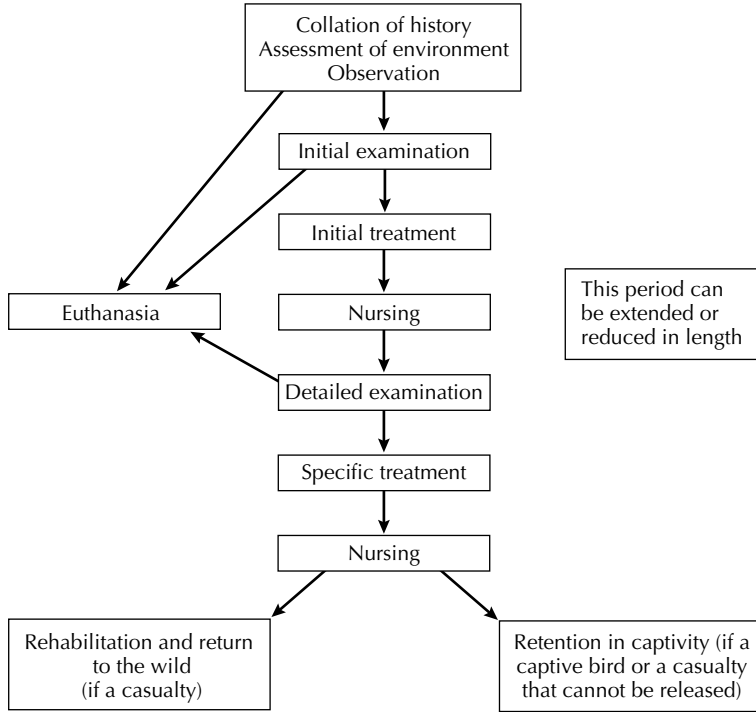 Collation of history
Assessment of environment
Observation
Initial examination
Initial treatment
Euthanasia
Nursing
This period can
be extended or
reduced in length
Detailed examination
Specific treatment
Nursing
Rehabilitation and return
to the wild
(if a casualty)
Retention in captivity (if a
captive bird or a casualty
that cannot be released)